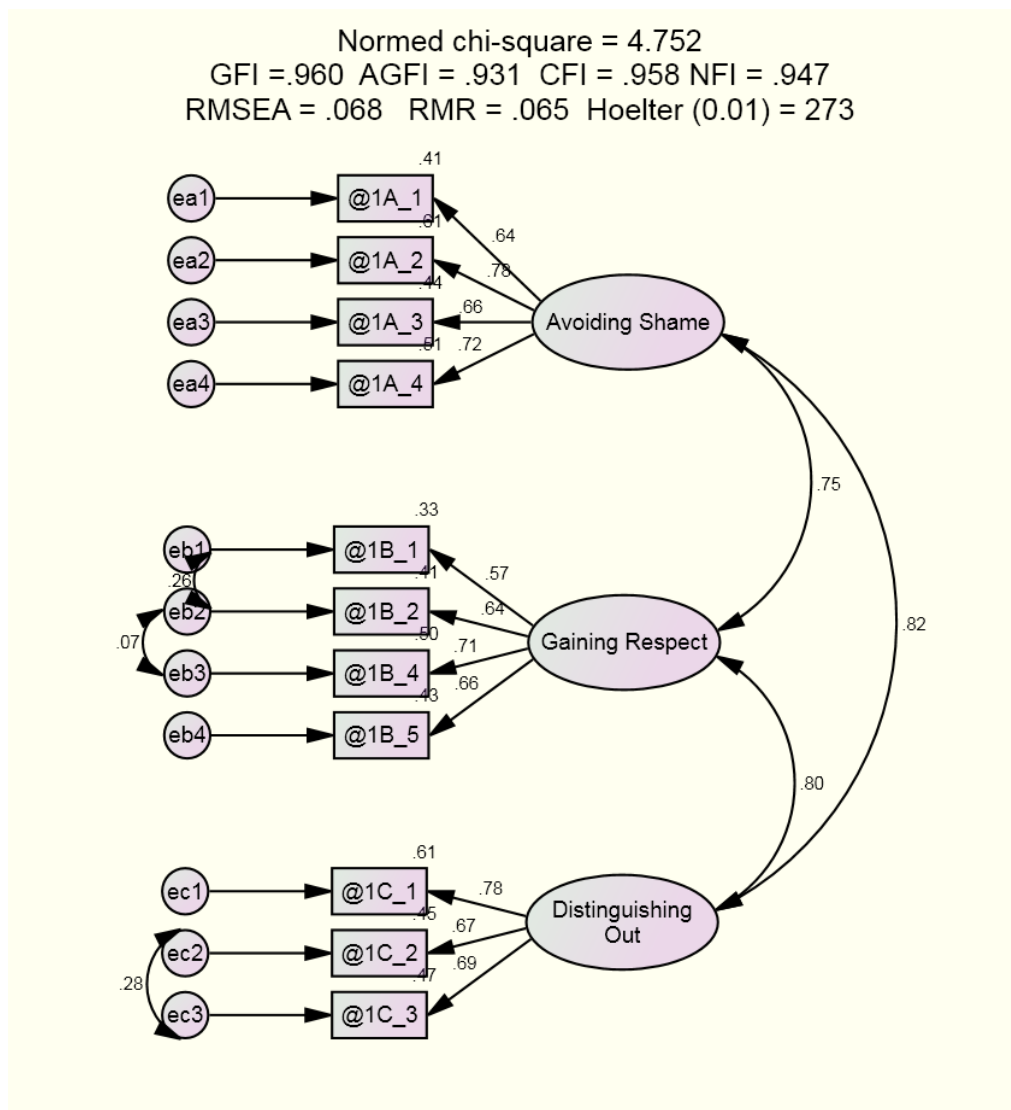 Normed chi-square = 4.752
GFI =.960 AGFI = .931 CFI = .958 NFI = .947
RMSEA = .068 RMR = .065 Hoelter (0.01) = 273
.41
ea1
@1A_1
.64
.61
ea2
@1A_2
.78
.44
ea3
@1A_3
.66
Avoiding Shame
.51
.72
ea4
@1A_4
.75
.33
eb1
@1B_1
.57
.26
.41
eb2
@1B_2
.64
.82
.07
.50
.71
Gaining Respect
eb3
@1B_4
.66
.43
eb4
@1B_5
.80
.61
ec1
@1C_1
.78
.45
.67
Distinguishing
Out
ec2
@1C_2
.69
.28
.47
ec3
@1C_3